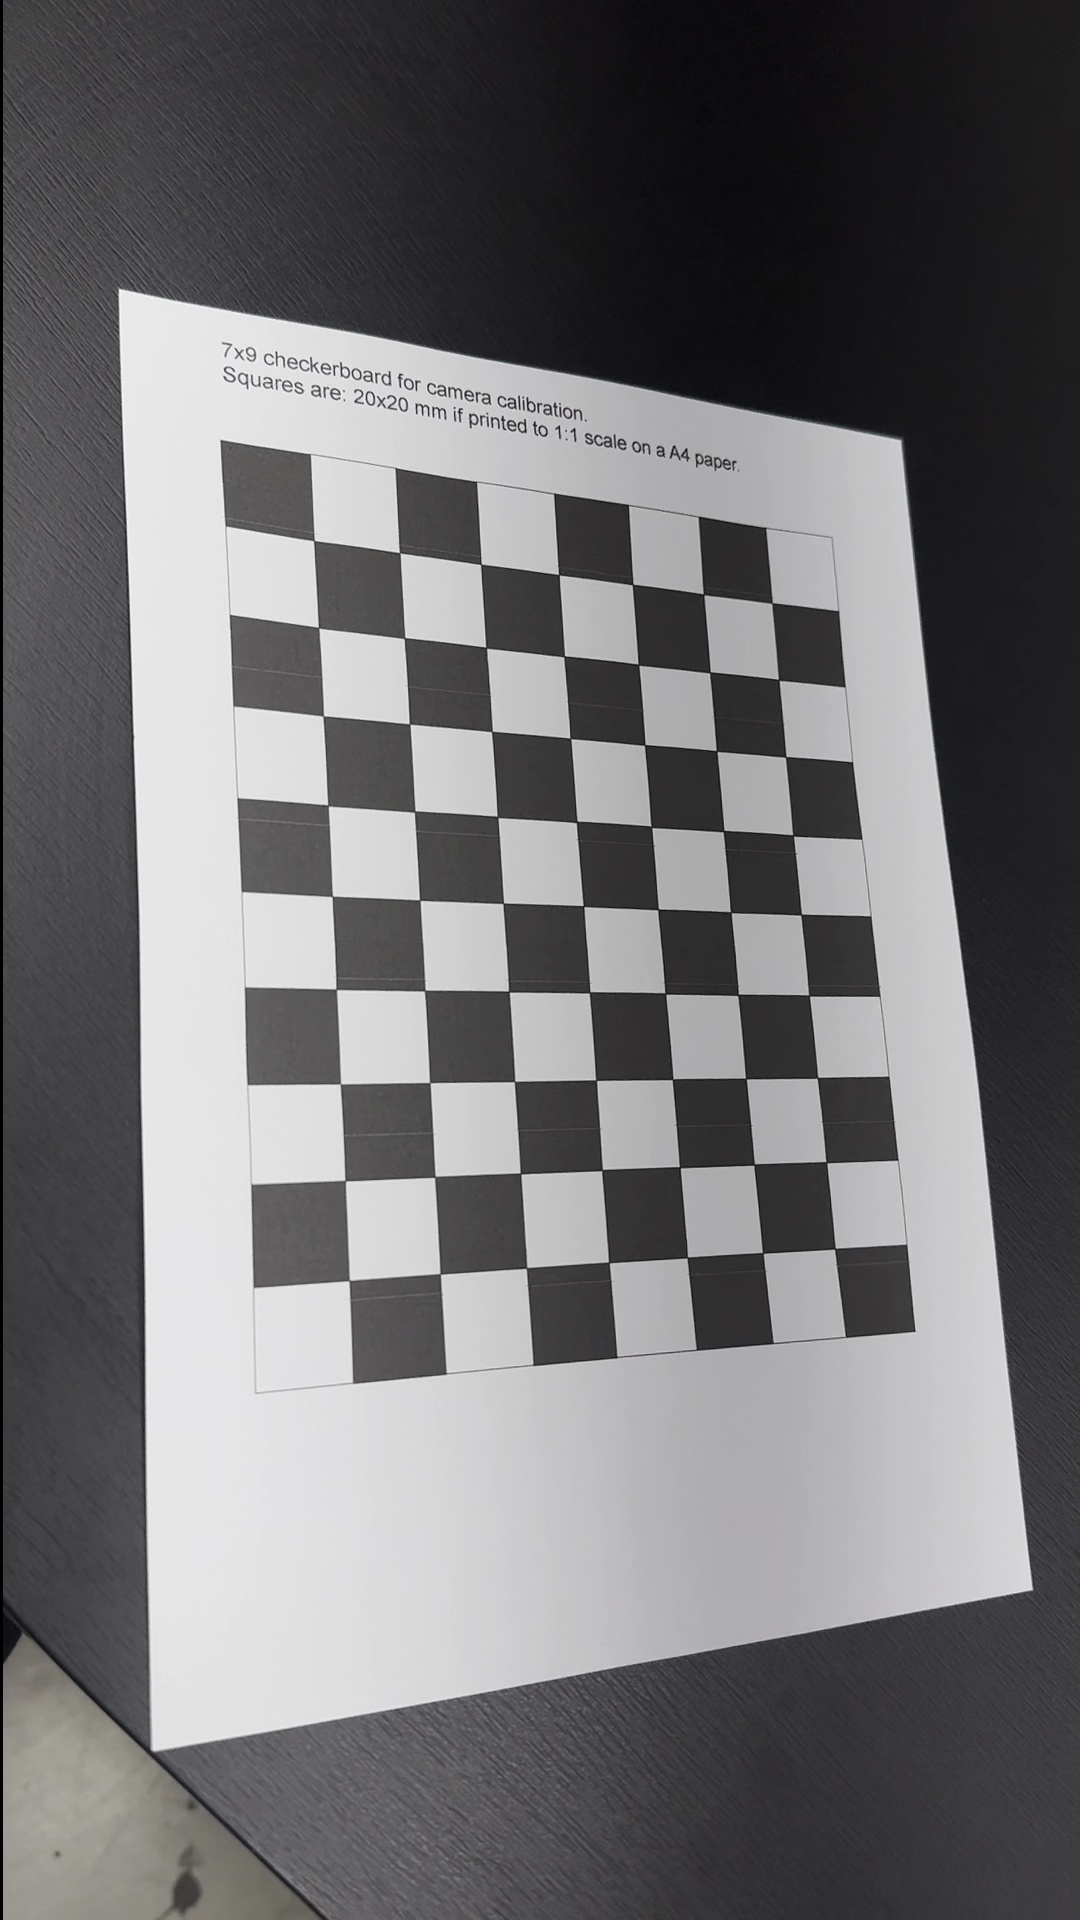 7x9 checkerboard for camera calibration.
Squares are: 20x20 mm if printed to 1:1 scale on a A4 paper.